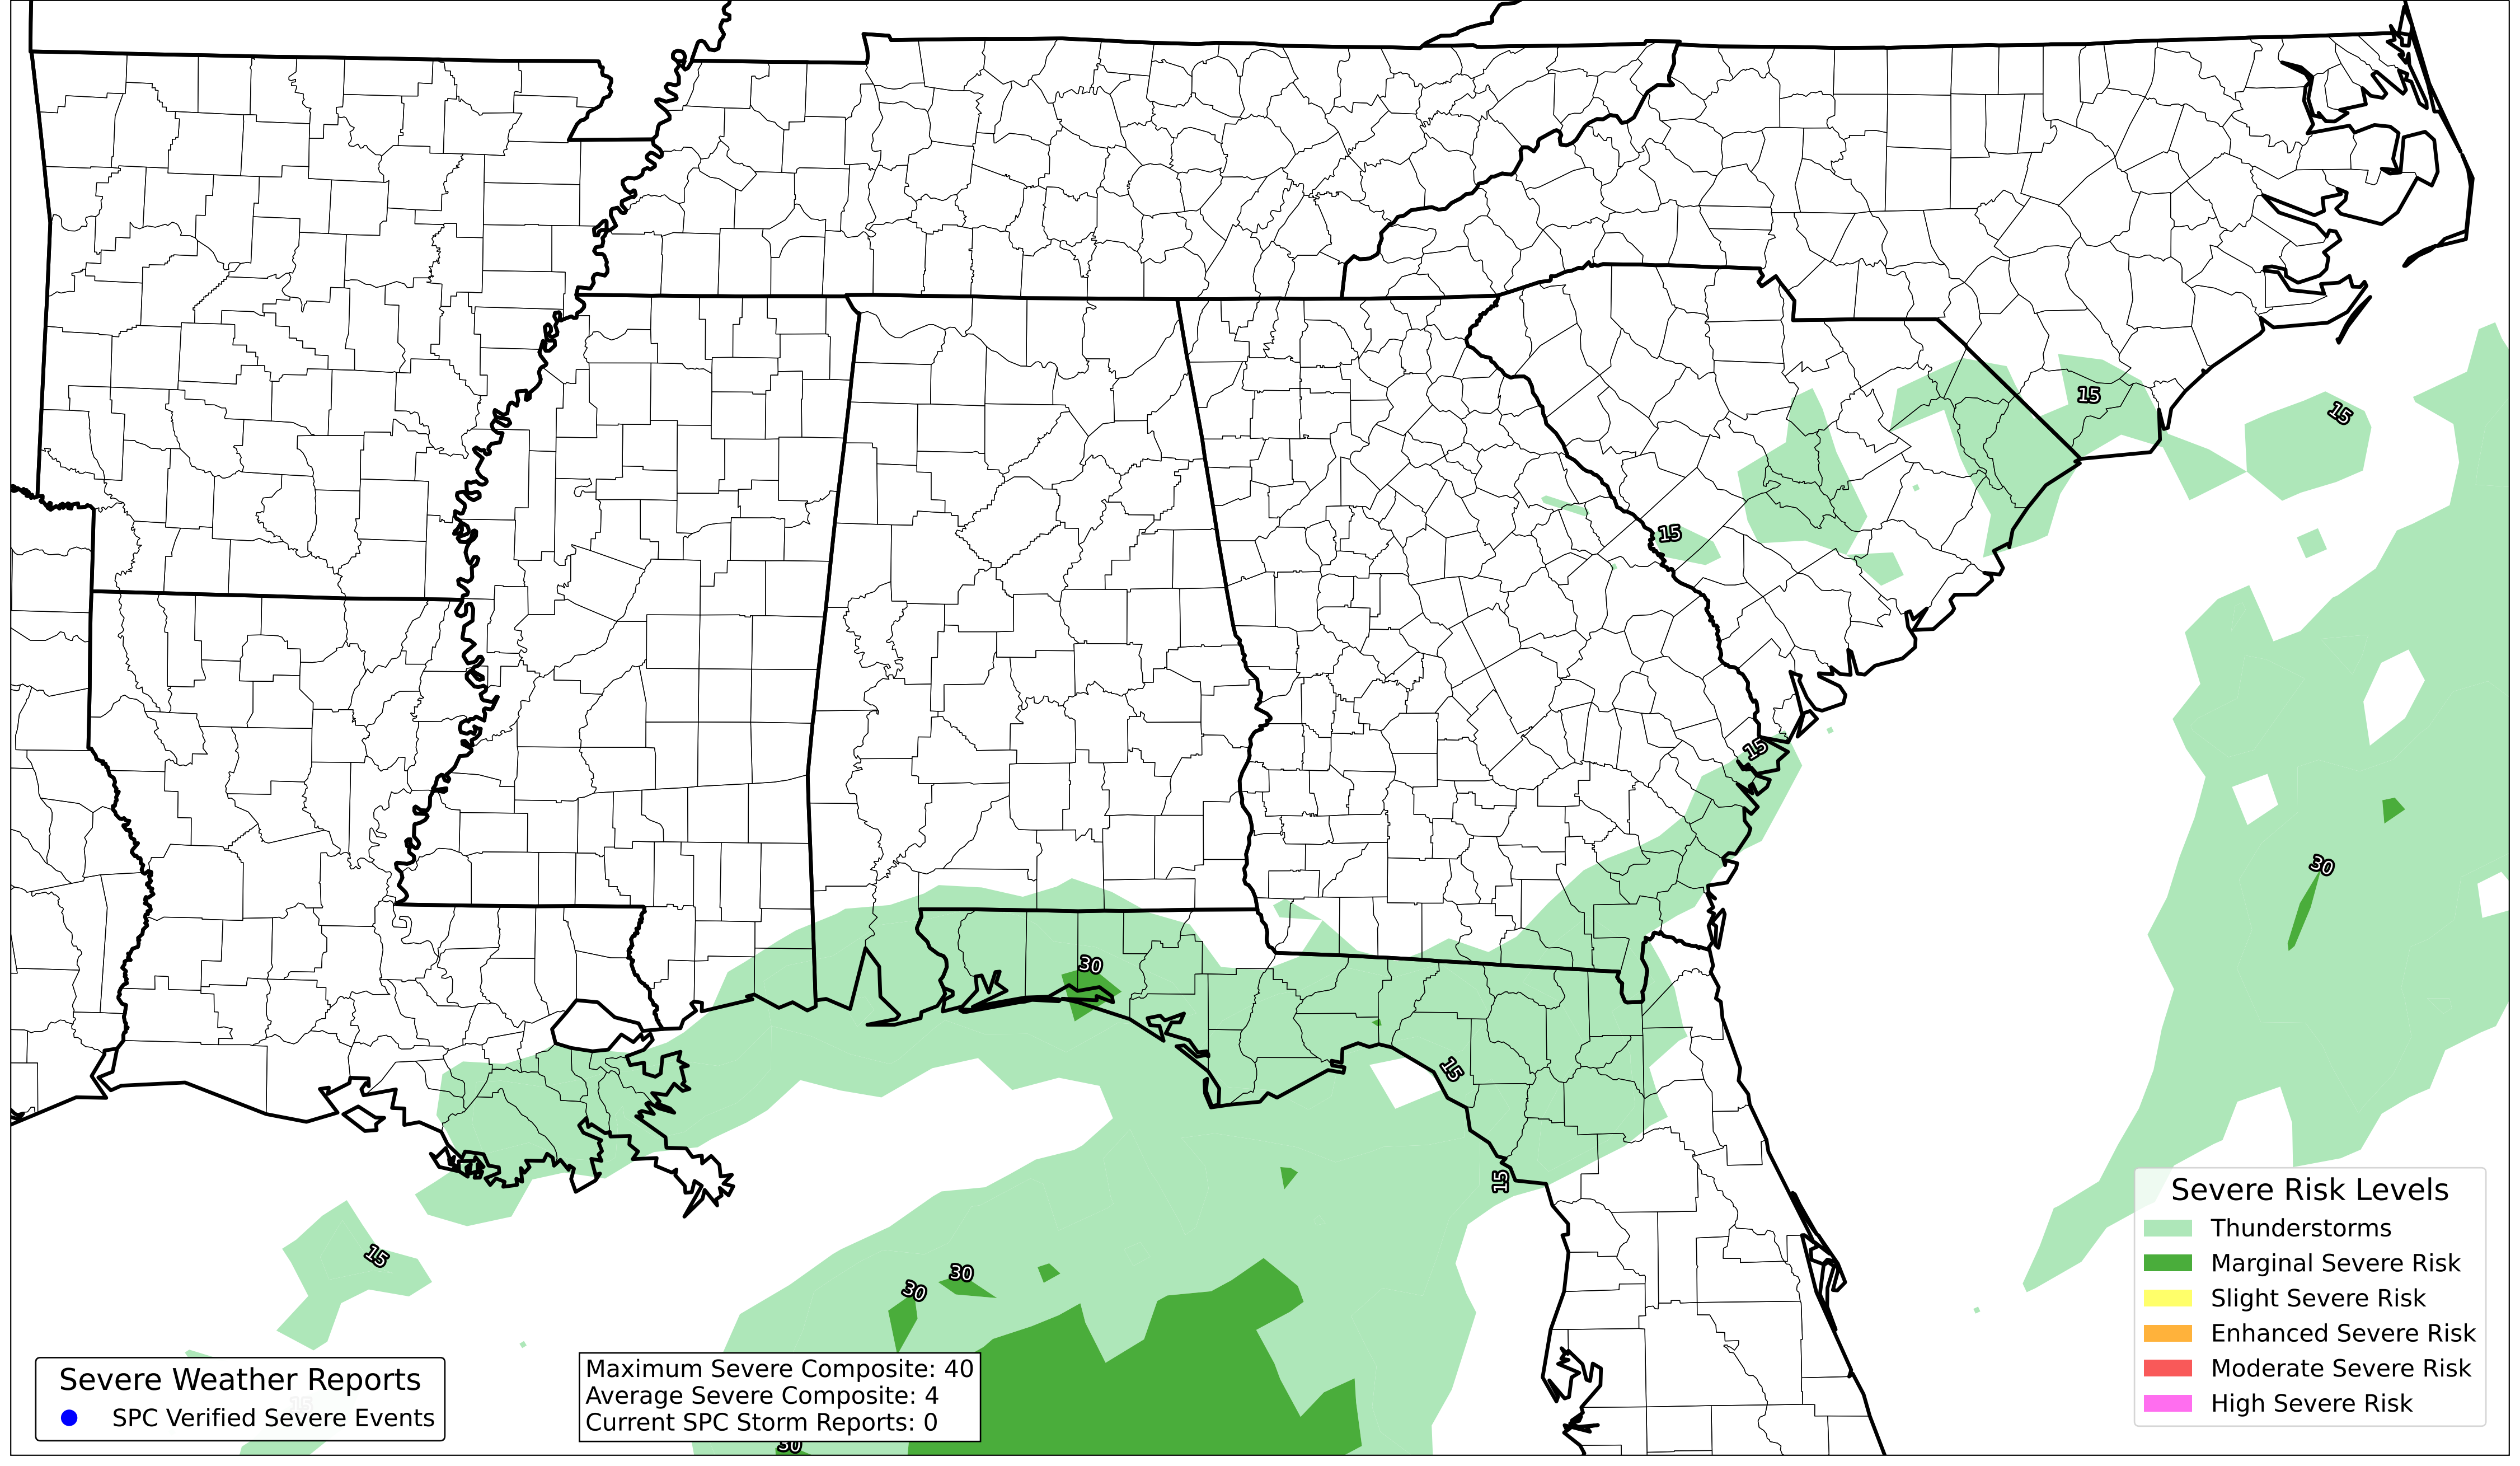 15
15
15
15
30
30
15
15
30
30
15
15
30
Severe Weather Reports
SPC Verified Severe Events
Maximum Severe Composite: 40
Average Severe Composite: 4
Current SPC Storm Reports: 0
Severe Risk Levels
Thunderstorms
Marginal Severe Risk
Slight Severe Risk
Enhanced Severe Risk
Moderate Severe Risk
High Severe Risk